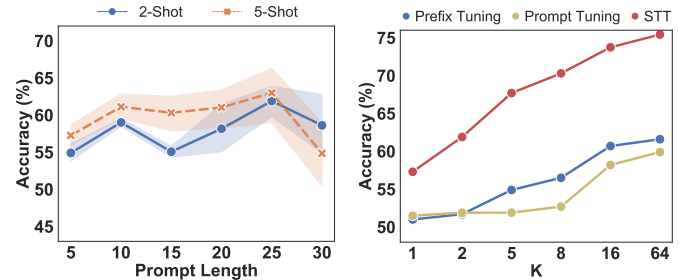 2-Shot 5-Shot
Accuracy (%)
70
65
60
55
50
45
5 10 15 20 25 30
Prompt Length
Prefix Tuning Prompt Tuning STT
Accuracy (%)
75
70
65
60
55
50
1 2 5 8 16 64
K